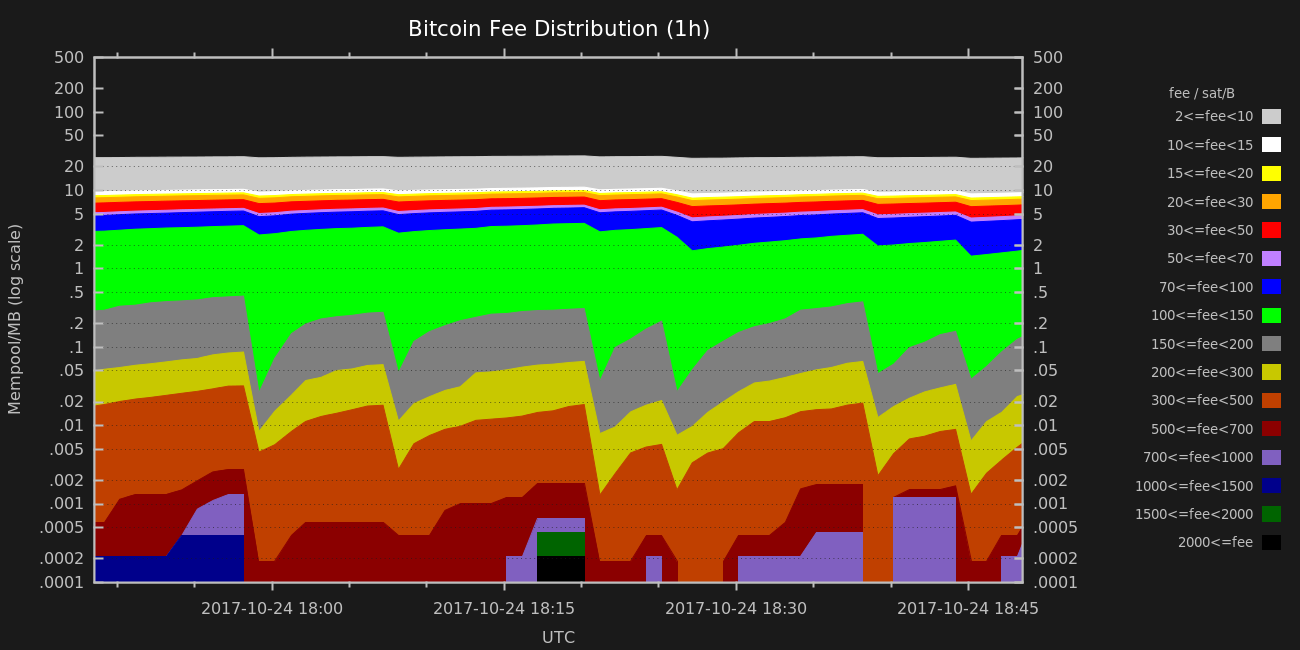 Bitcoin Fee Distribution (1h)
Mempool/MB (log scale)
500
200
100
50
20
10
5
2
1
.5
.2
.1
.05
.02
.01
.005
.002
.001
.0005
.0002
.0001
500
200
100
50
20
10
5
2
1
.5
.2
.1
.05
.02
.01
.005
.002
.001
.0005
.0002
.0001
2017-10-24 18:00 2017-10-24 18:15 2017-10-24 18:30 2017-10-24 18:45
UTC
fee / sat/B
2<=fee<10
10<=fee<15
15<=fee<20
20<=fee<30
30<=fee<50
50<=fee<70
70<=fee<100
100<=fee<150
150<=fee<200
200<=fee<300
300<=fee<500
500<=fee<700
700<=fee<1000
1000<=fee<1500
1500<=fee<2000
2000<=fee